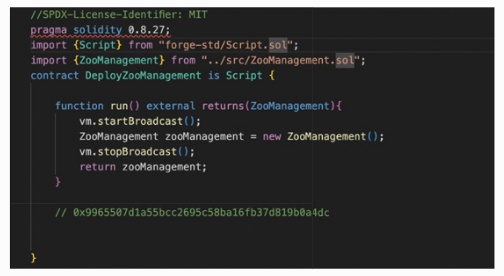 //SPDX-License-Identifier: MIT
pragma solidity 0.8.27;
import {Script} from "forge-std/Script.sol";
import {ZooManagement} from "../src/ZooManagement.sol";
contract DeployZooManagement is Script {
function run() external returns(ZooManagement){
vm.startBroadcast();
ZooManagement zooManagement = new ZooManagement();
vm.stopBroadcast();
return zooManagement;
}
// 0x9965507d1a55bcc2695c58ba16fb37d819b0a4dc
}